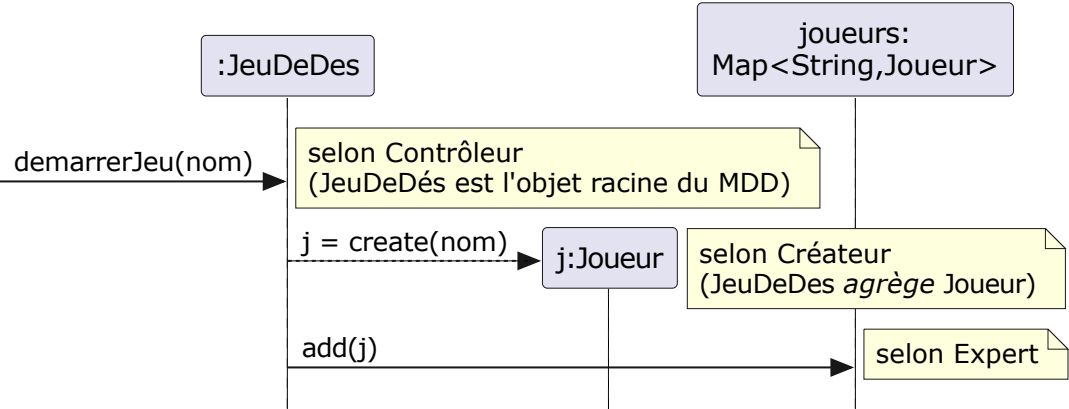 :JeuDeDes
joueurs:
Map<String,Joueur>
demarrerJeu(nom)
selon Contrôleur
(JeuDeDés est l'objet racine du MDD)
j = create(nom)
j:Joueur
selon Créateur
(JeuDeDes agrège Joueur)
add(j)
selon Expert